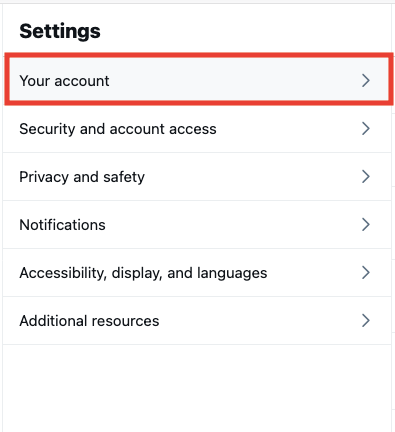 Settings
Your account
Security and account access
Privacy and safety
Notifications
Accessibility, display, and languages
Additional resources